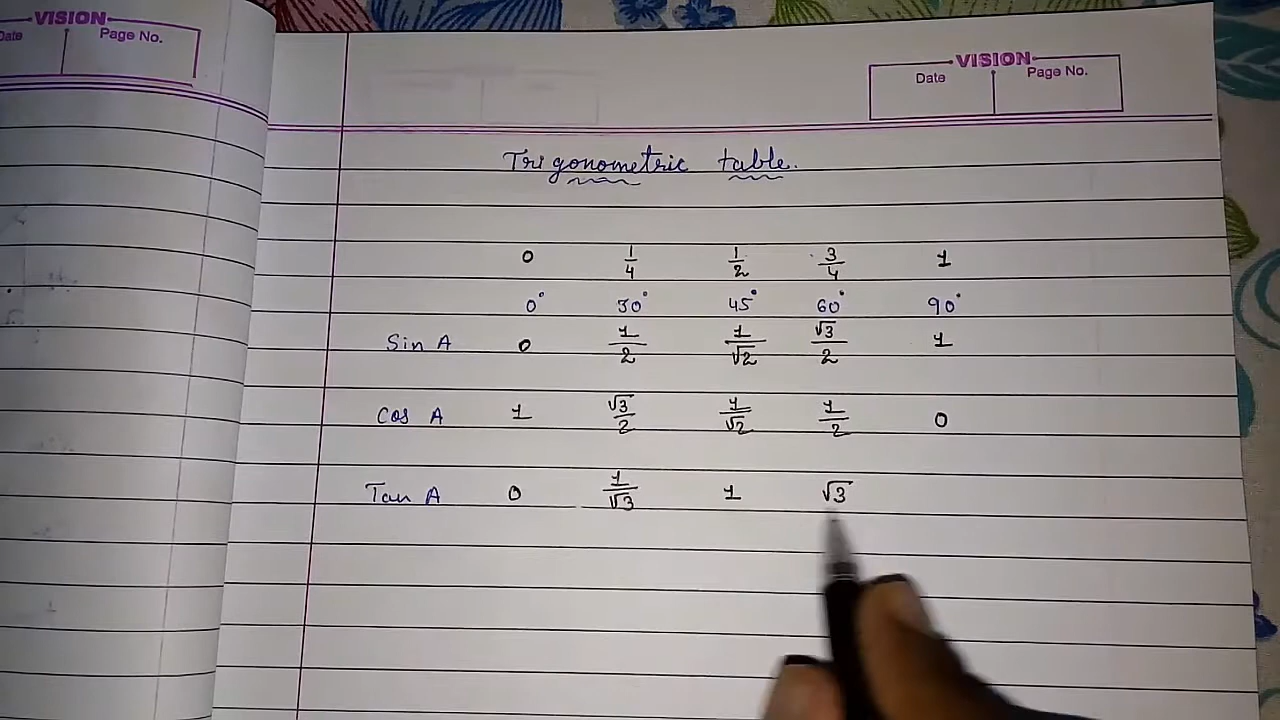 VISION
Date Page No.
VISION
Date Page No.
Trigonometric table.
0 1/4 1/2 3/4 1
0° 30° 45° 60° 90°
Sin A 0 1/2 1/√2 √3/2 1
Cos A 1 √3/2 1/√2 1/2 0
Tan A 0 1/√3 1 √3